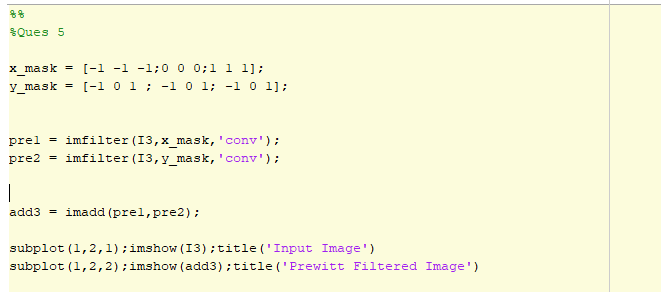 %%
%Ques 5
x_mask = [-1 -1 -1;0 0 0;1 1 1];
y_mask = [-1 0 1 ; -1 0 1; -1 0 1];
pre1 = imfilter(I3,x_mask,'conv');
pre2 = imfilter(I3,y_mask,'conv');
add3 = imadd(pre1,pre2);
subplot(1,2,1);imshow(I3);title('Input Image')
subplot(1,2,2);imshow(add3);title('Prewitt Filtered Image')